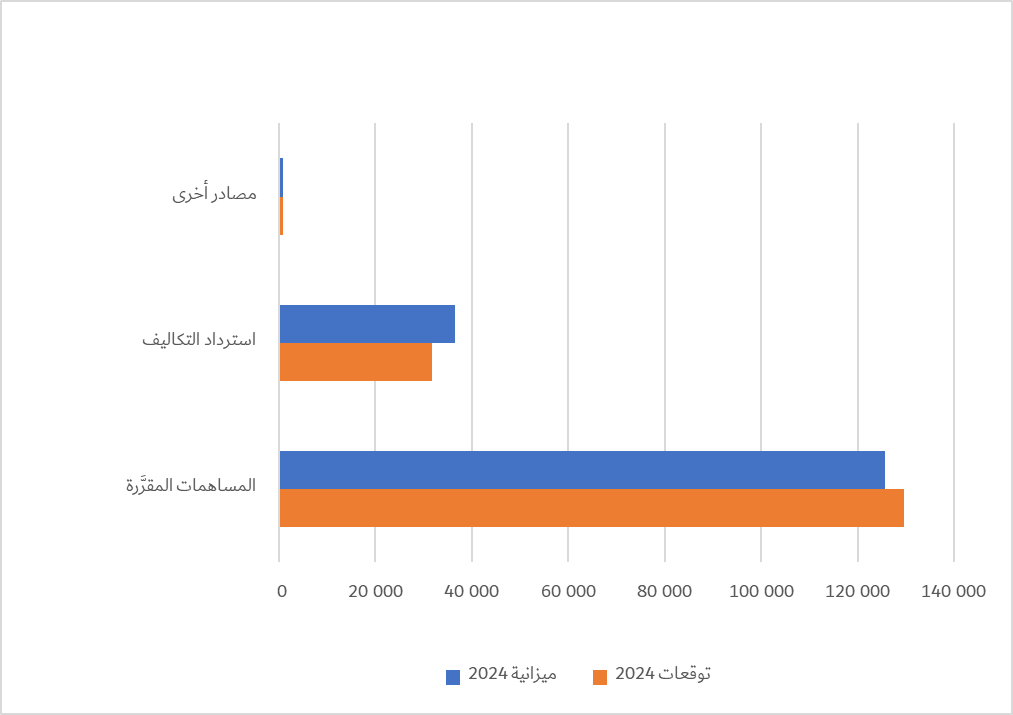 مصادر أخرى
استرداد التكاليف
المساهمات المقرَّرة
0 20 000 40 000 60 000 80 000 100 000 120 000 140 000
ميزانية 2024 توقعات 2024